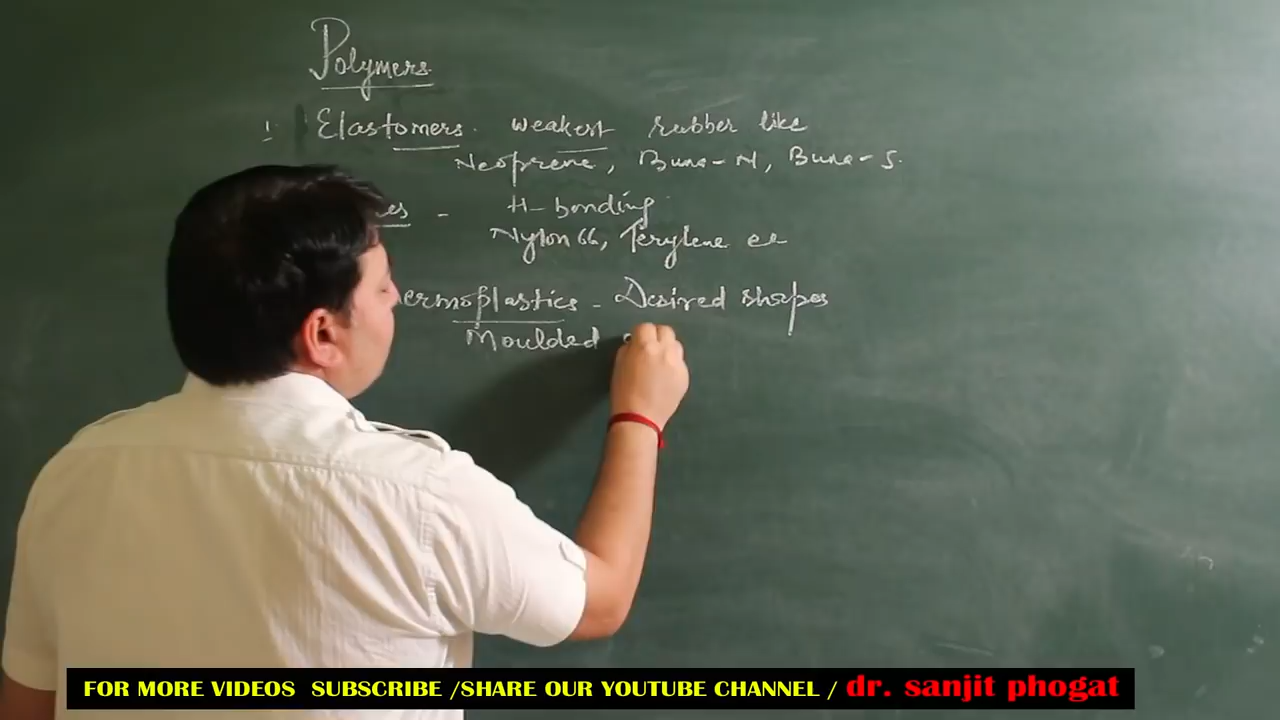 Polymers
1. Elastomers. weakest rubber like
Neoprene, Buna-N, Buna-S.
- H-bonding
Nylon 66, Terylene
ermoplastics - Desired shapes
Moulded
FOR MORE VIDEOS SUBSCRIBE /SHARE OUR YOUTUBE CHANNEL / dr. sanjit phogat